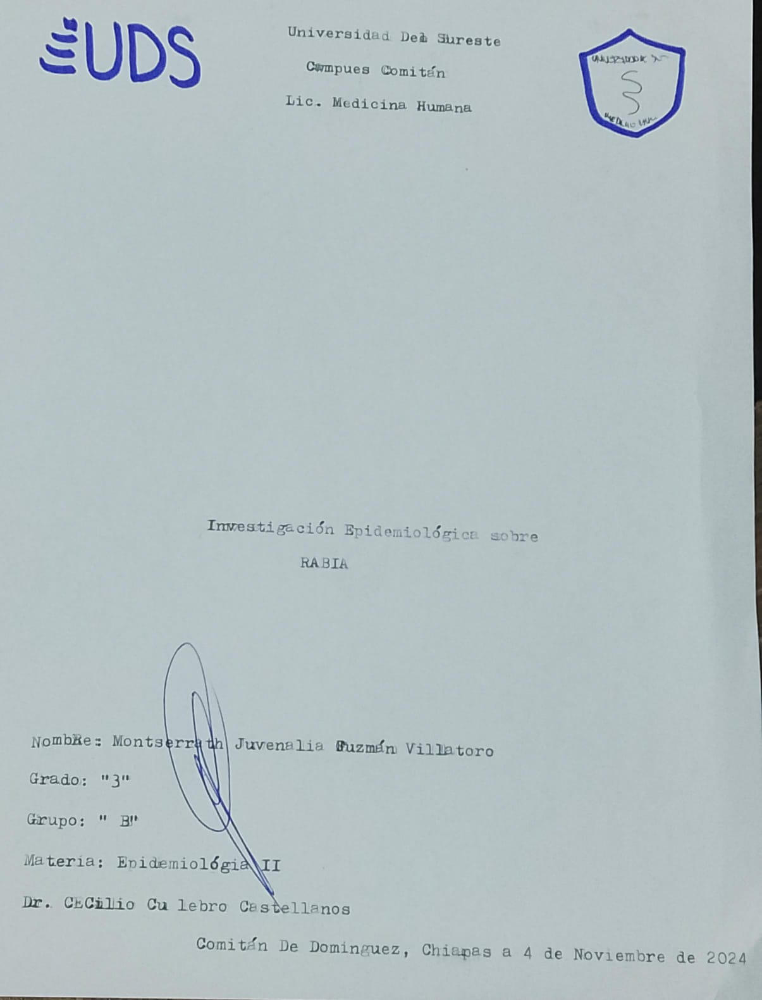 UDS
Universidad Del Sureste
Campues Comitán
Lic. Medicina Humana
Investigación Epidemiológica sobre
RABIA
NombRe: Montserrath Juvenalia Guzmán Villatoro
Grado: "3"
Grupo: " B"
Materia: Epidemiológia II
Dr. CECilio Cu lebro Castellanos
Comitán De Dominguez, Chiapas a 4 de Noviembre de 2024